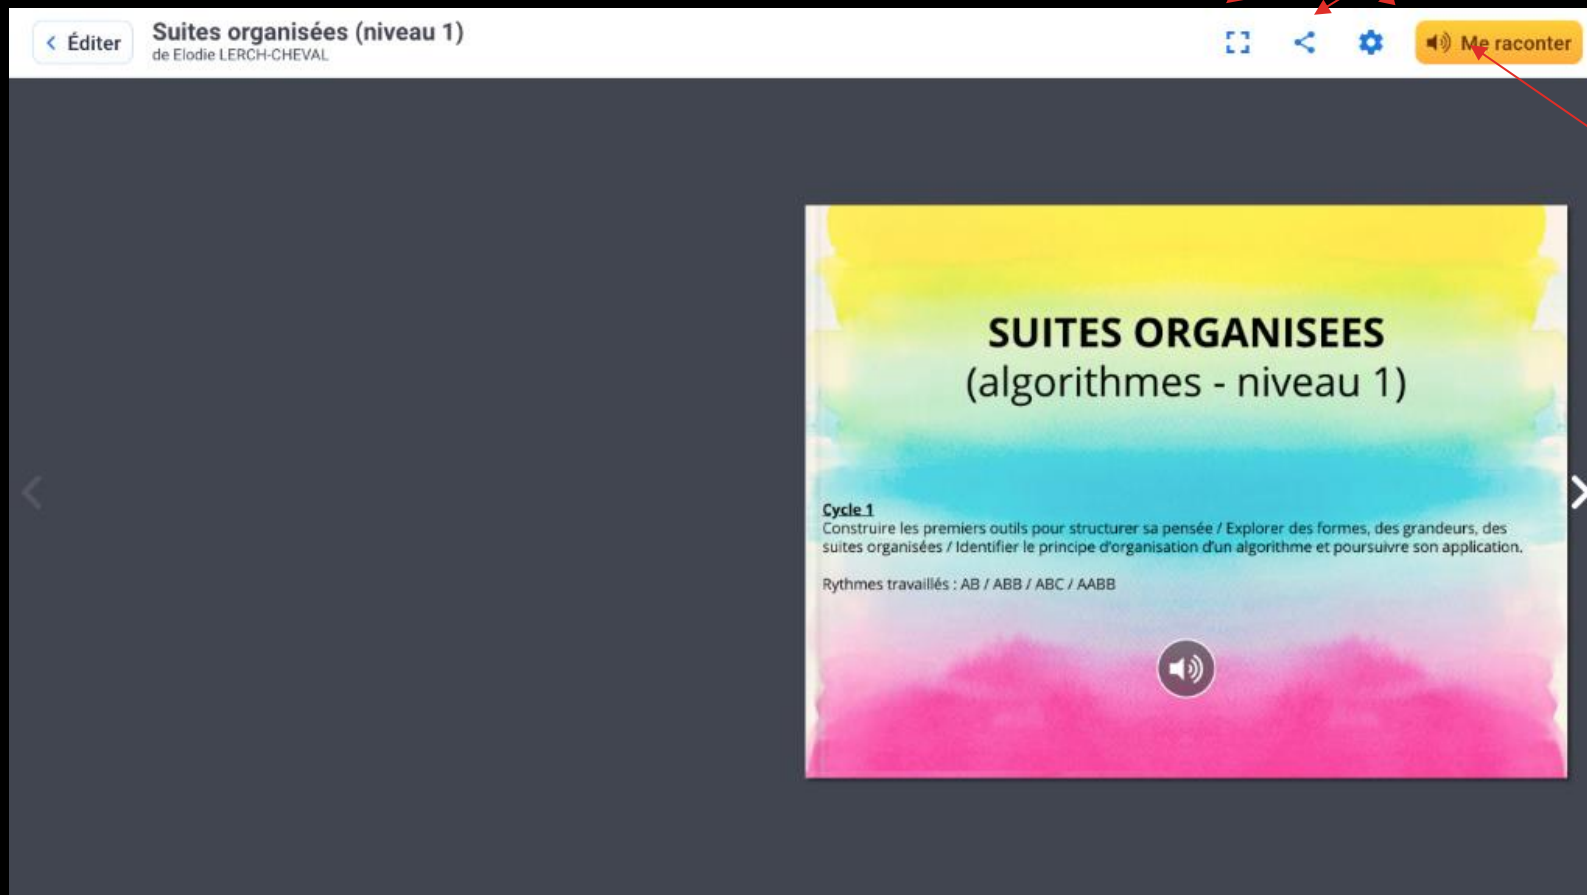 Éditer
Suites organisées (niveau 1)
de Elodie LERCH-CHEVAL
Me raconter
SUITES ORGANISEES
(algorithmes - niveau 1)
Cycle 1
Construire les premiers outils pour structurer sa pensée / Explorer des formes, des grandeurs, des
suites organisées / Identifier le principe d'organisation d'un algorithme et poursuivre son application.
Rythmes travaillés : AB / ABB / ABC / AABB